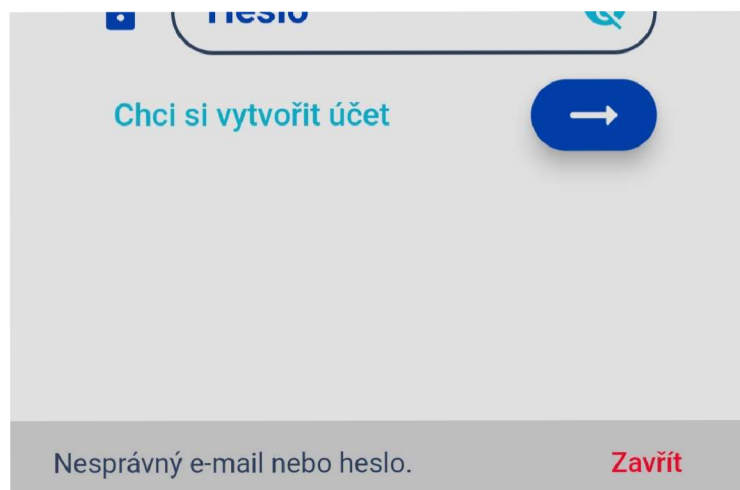 Heslo
Chci si vytvořit účet
Nesprávný e-mail nebo heslo.
Zavřít